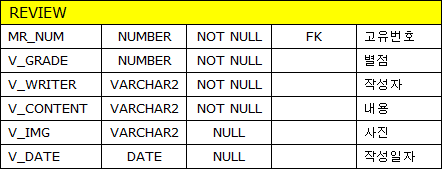 REVIEW
MR_NUM NUMBER NOT NULL FK 고유번호
V_GRADE NUMBER NOT NULL 별점
V_WRITER VARCHAR2 NOT NULL 작성자
V_CONTENT VARCHAR2 NOT NULL 내용
V_IMG VARCHAR2 NULL 사진
V_DATE DATE NULL 작성일자